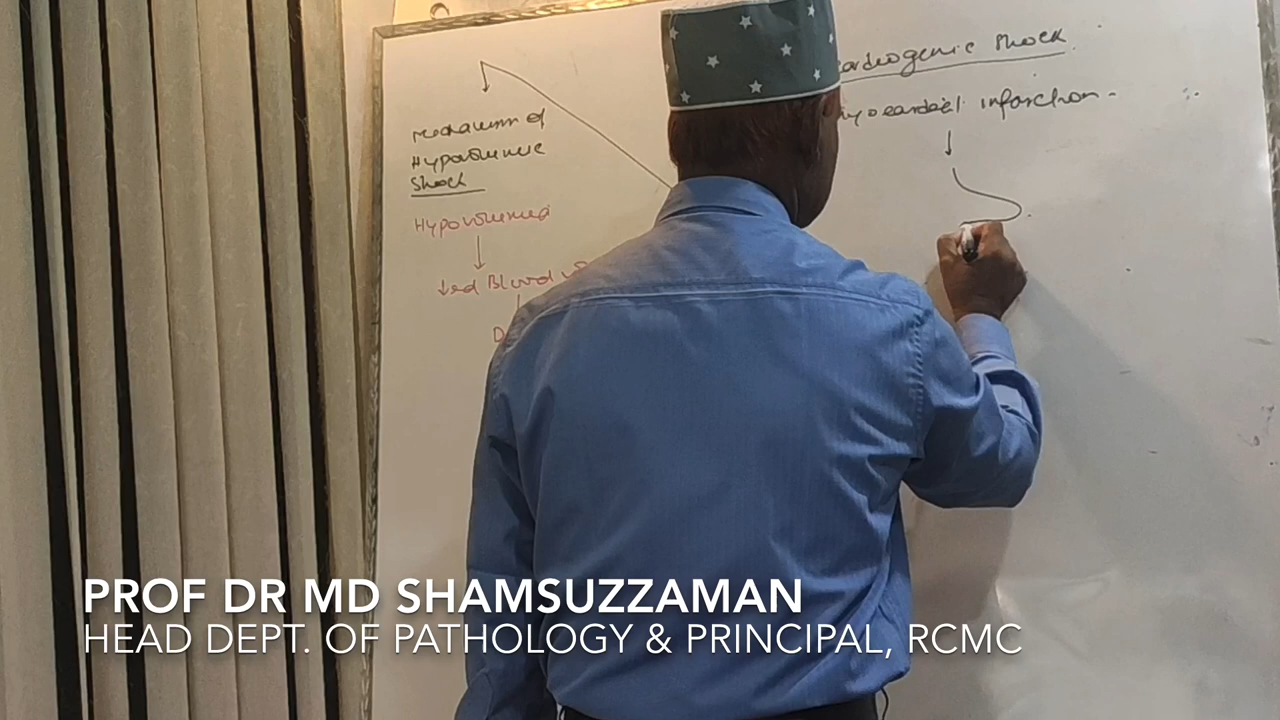 mechanism of
Hypovolumic
Shock
Hypovolumia
↓ed Blood
D
ardiogenic shock
yocardial infarction
PROF DR MD SHAMSUZZAMAN
HEAD DEPT. OF PATHOLOGY & PRINCIPAL, RCMC